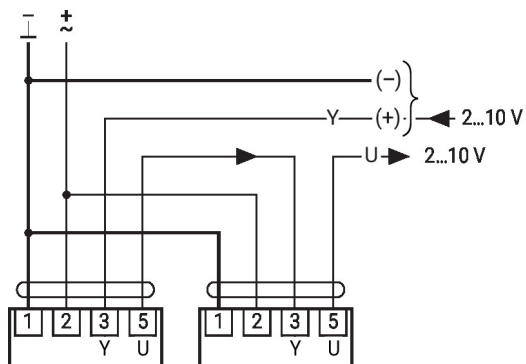 − +
⊥ ~
(−)
Y (+) 2...10 V
U 2...10 V
1 2 3 5 1 2 3 5
Y U Y U